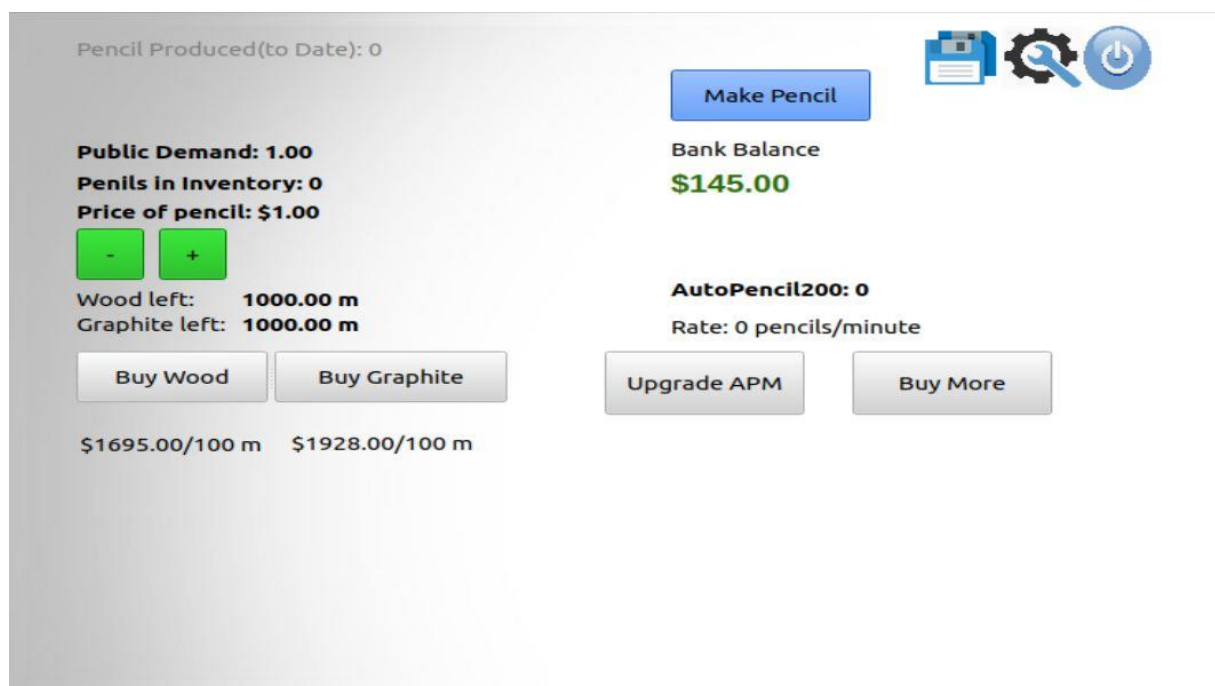 Pencil Produced(to Date): 0
Make Pencil
Public Demand: 1.00
Bank Balance
Penils in Inventory: 0
$145.00
Price of pencil: $1.00
- +
Wood left: 1000.00 m
AutoPencil200: 0
Graphite left: 1000.00 m
Rate: 0 pencils/minute
Buy Wood Buy Graphite Upgrade APM Buy More
$1695.00/100 m $1928.00/100 m